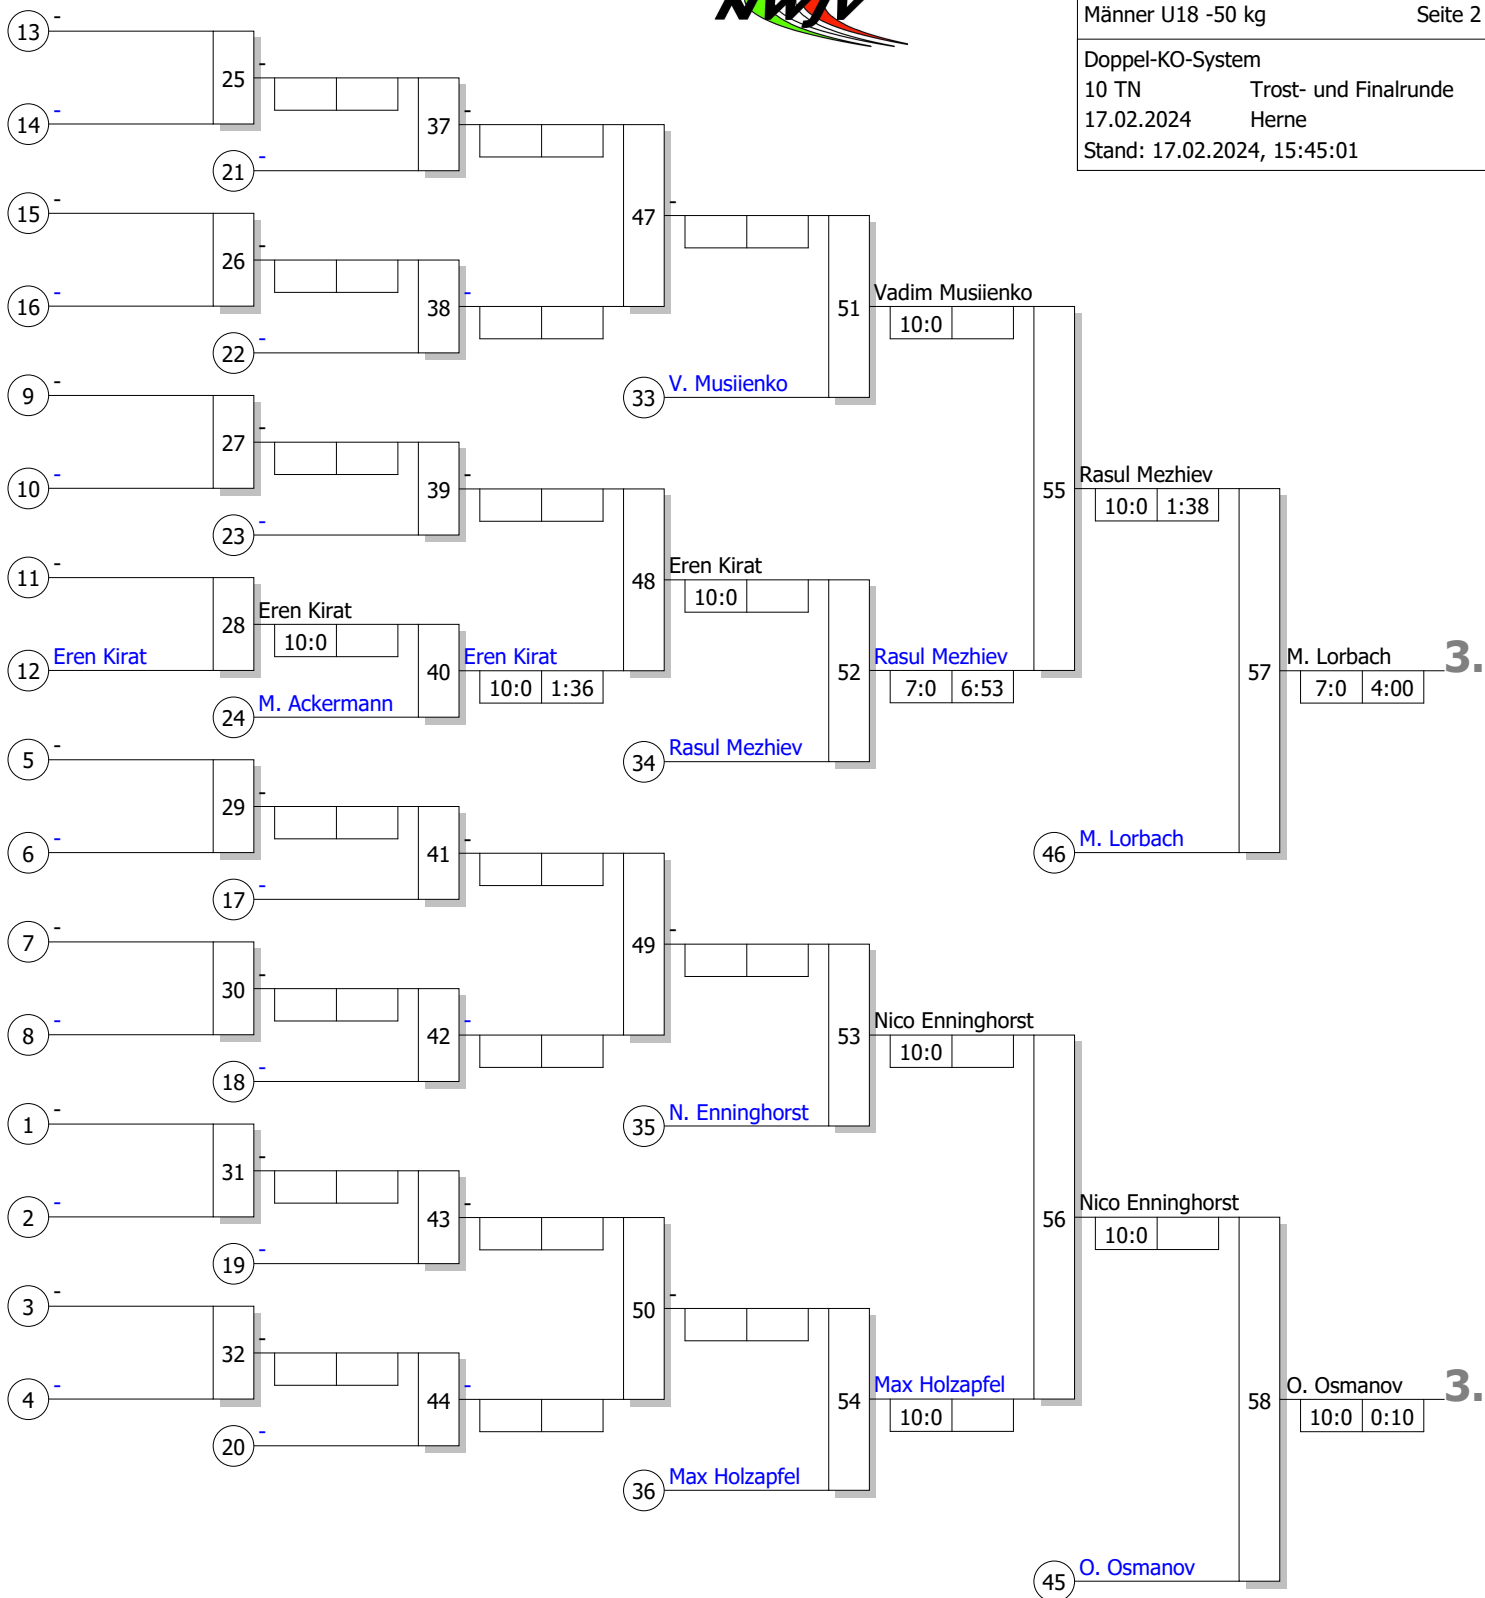 NWJV
Männer U18 -50 kg Seite 2
Doppel-KO-System
10 TN Trost- und Finalrunde
17.02.2024 Herne
Stand: 17.02.2024, 15:45:01
13 -
25 -
14 -
37 -
21 -
15 -
47 -
26 -
16 -
38 -
51 Vadim Musiienko
10:0
22 -
9 -
33 V. Musiienko
27 -
10 -
39 -
55 Rasul Mezhiev
10:0 1:38
23 -
11 -
48 Eren Kirat
10:0
28 Eren Kirat
10:0
12 Eren Kirat
40 Eren Kirat
10:0 1:36
52 Rasul Mezhiev
7:0 6:53
57 M. Lorbach 3.
7:0 4:00
24 M. Ackermann
5 -
34 Rasul Mezhiev
29 -
6 -
41 -
46 M. Lorbach
17 -
7 -
49 -
30 -
8 -
42 -
53 Nico Enninghorst
10:0
18 -
1 -
35 N. Enninghorst
31 -
2 -
43 -
56 Nico Enninghorst
10:0
19 -
3 -
50 -
32 -
4 -
44 -
54 Max Holzapfel
10:0
58 O. Osmanov 3.
10:0 0:10
20 -
36 Max Holzapfel
45 O. Osmanov